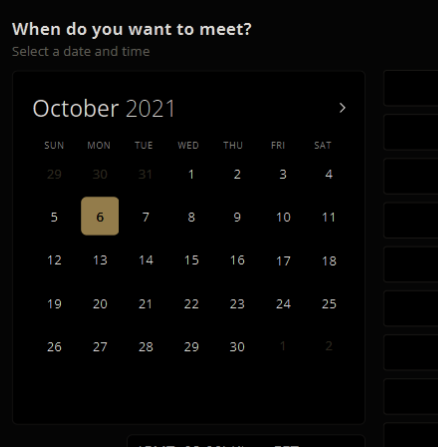 When do you want to meet?
Select a date and time
October 2021
SUN MON TUE WED THU FRI SAT
29 30 31 1 2 3 4
5 6 7 8 9 10 11
12 13 14 15 16 17 18
19 20 21 22 23 24 25
26 27 28 29 30 1 2